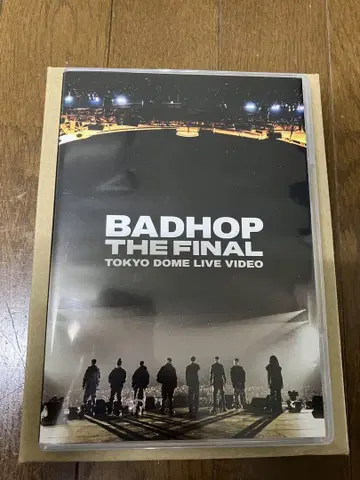 BADHOP
THE FINAL
TOKYO DOME LIVE VIDEO